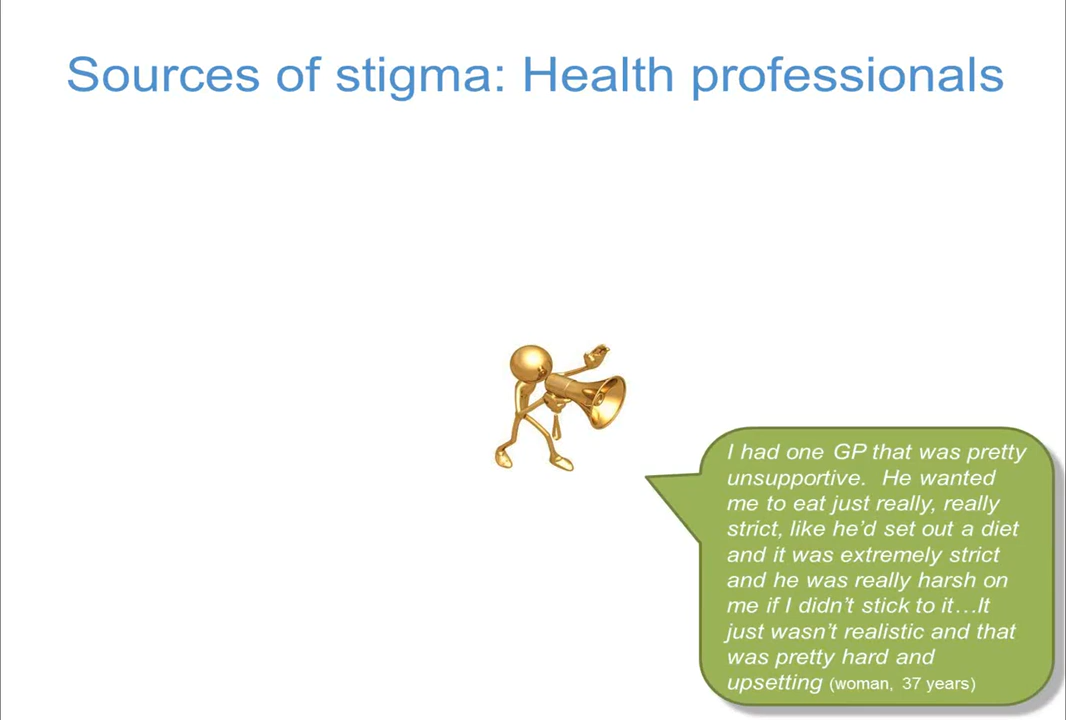 Sources of stigma: Health professionals
I had one GP that was pretty
unsupportive.  He wanted
me to eat just really, really
strict, like he’d set out a diet
and it was extremely strict
and he was really harsh on
me if I didn’t stick to it…It
just wasn’t realistic and that
was pretty hard and
upsetting (woman, 37 years)